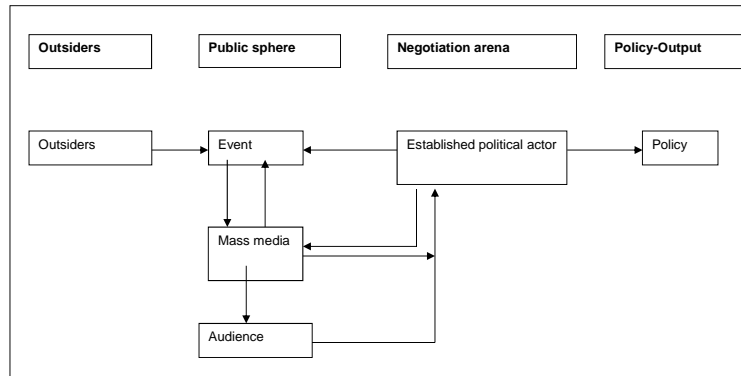 Outsiders
Public sphere
Negotiation arena
Policy-Output
Outsiders
Event
Established political actor
Policy
Mass media
Audience